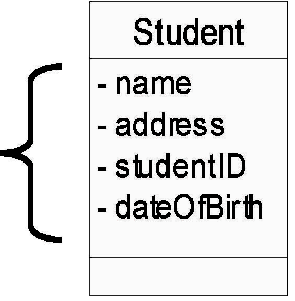 Student
- name
- address
- studentID
- dateOfBirth